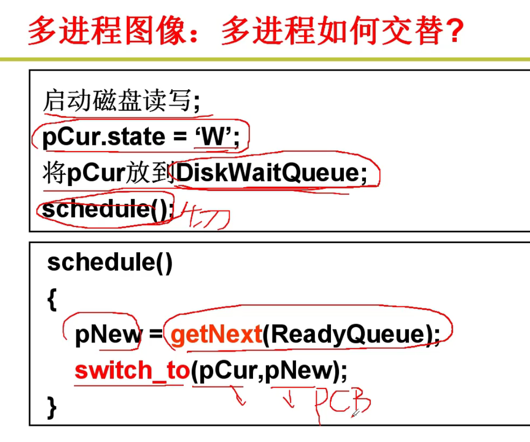 多进程图像：多进程如何交替?
启动磁盘读写;
pCur.state = ‘W’;
将pCur放到DiskWaitQueue;
schedule(); 切
schedule()
{
pNew = getNext(ReadyQueue);
switch_to(pCur,pNew);
PCB
}